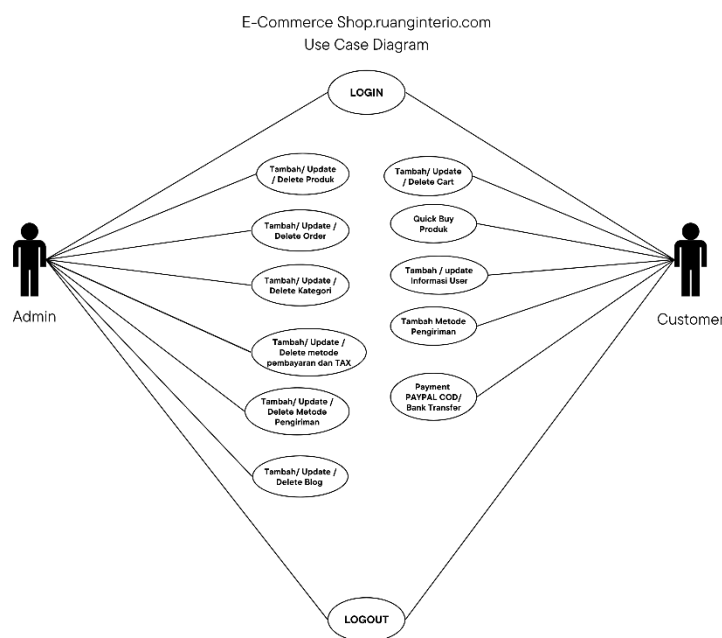 E-Commerce Shop.ruanginterio.com
Use Case Diagram
LOGIN
Tambah/ Update
/ Delete Produk
Tambah/ Update /
Delete Order
Tambah/ Update /
Delete Kategori
Tambah/ Update /
Delete metode
pembayaran dan TAX
Tambah/ Update /
Delete Metode
Pengiriman
Tambah/ Update /
Delete Blog
Tambah/ Update
/ Delete Cart
Quick Buy
Produk
Tambah / update
Informasi User
Tambah Metode
Pengiriman
Payment
PAYPAL COD/
Bank Transfer
Admin
Customer
LOGOUT